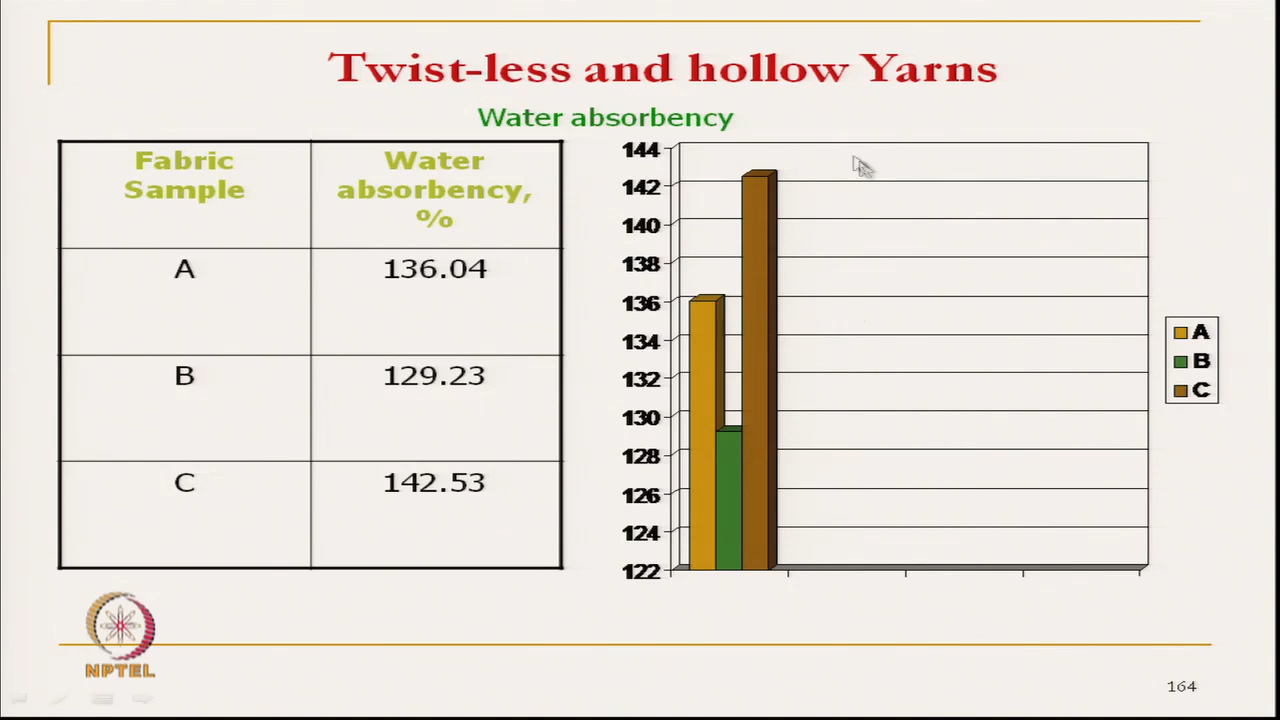 Twist-less and hollow Yarns
Water absorbency
Fabric Sample
Water absorbency, %
A
136.04
B
129.23
C
142.53
144
142
140
138
136
134
132
130
128
126
124
122
A
B
C
NPTEL
164